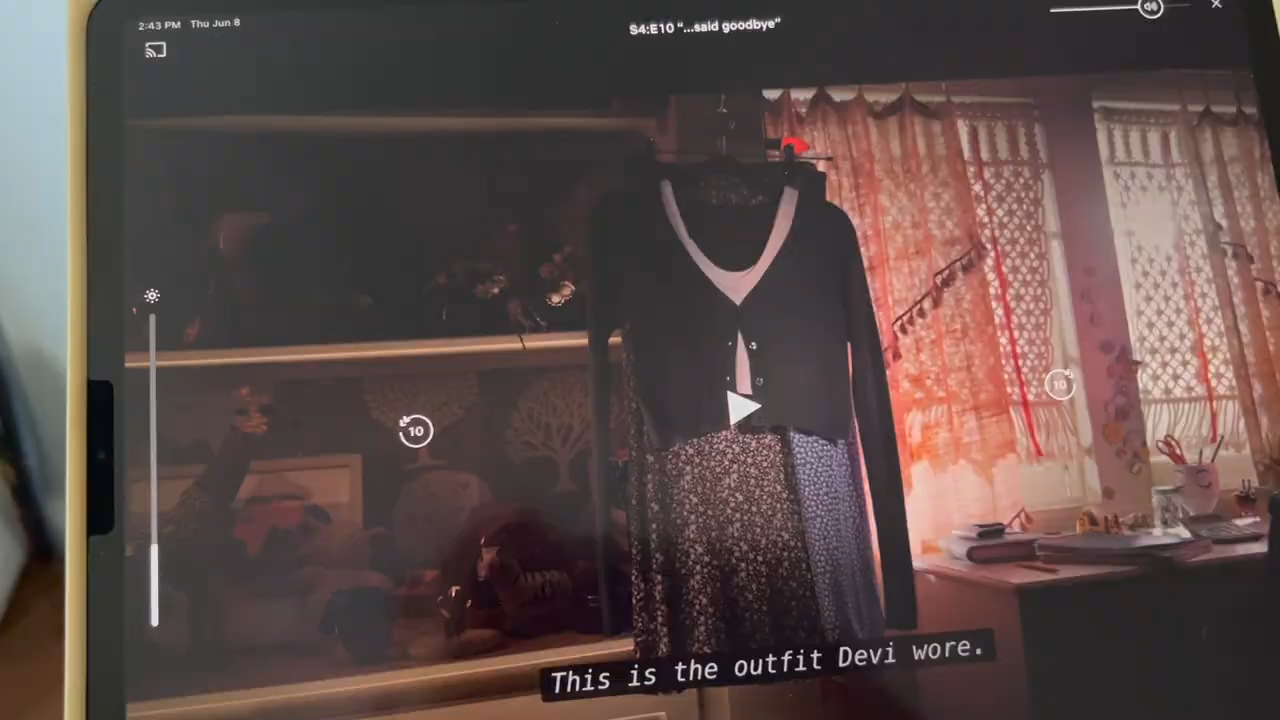 2:43 PM Thu Jun 8
S4:E10 "...said goodbye"
10
10
This is the outfit Devi wore.